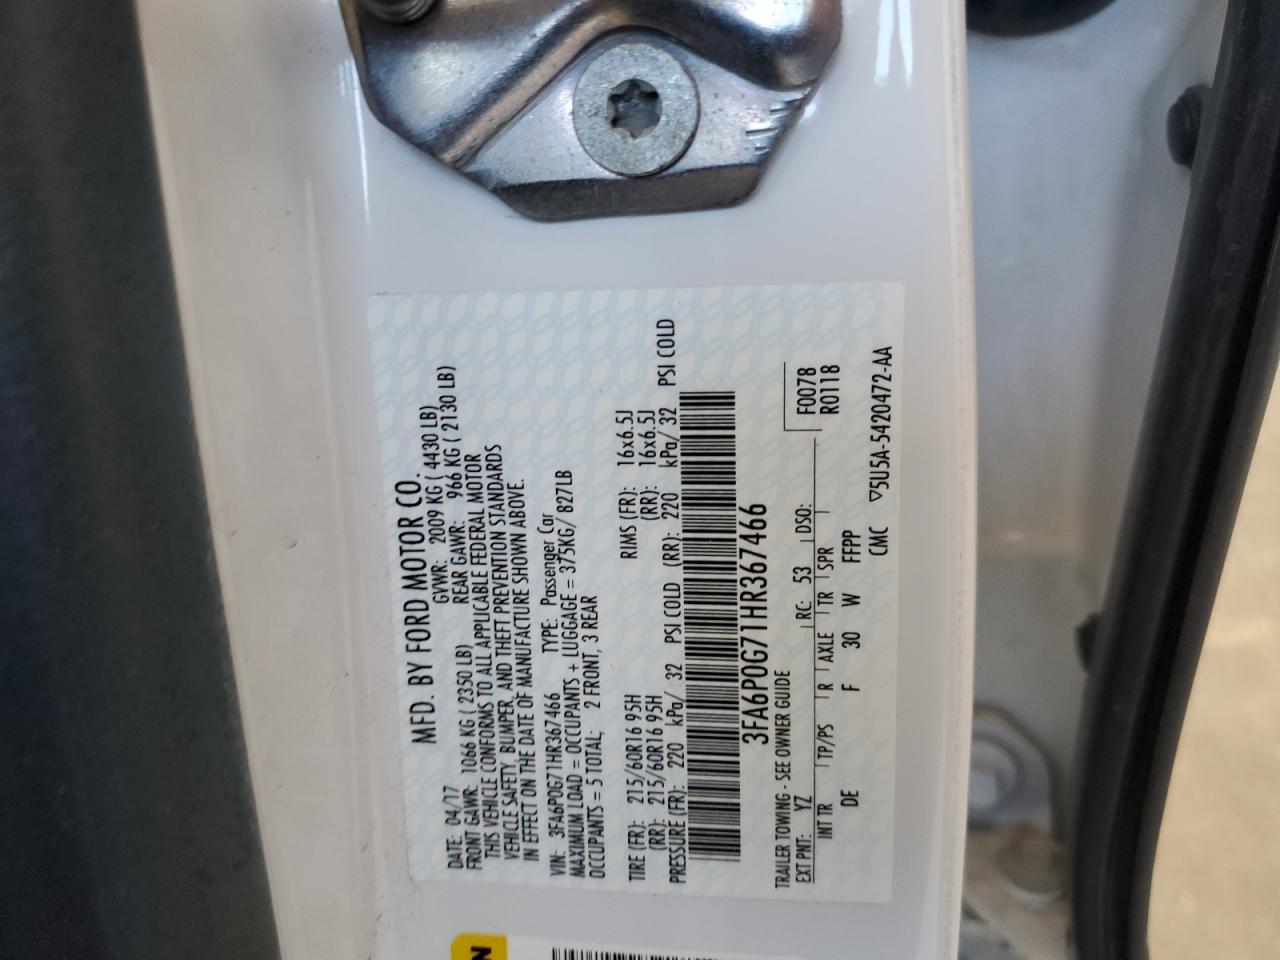 MFD. BY FORD MOTOR CO.
DATE: 04/17 GVWR: 2009 KG ( 4430 LB)
FRONT GAWR: 1066 KG ( 2350 LB) REAR GAWR: 966 KG ( 2130 LB)
THIS VEHICLE CONFORMS TO ALL APPLICABLE FEDERAL MOTOR
VEHICLE SAFETY, BUMPER, AND THEFT PREVENTION STANDARDS
IN EFFECT ON THE DATE OF MANUFACTURE SHOWN ABOVE.
VIN: 3FA6P0G71HR367466 TYPE: Passenger Car
MAXIMUM LOAD = OCCUPANTS + LUGGAGE = 375KG/ 827LB
OCCUPANTS = 5 TOTAL; 2 FRONT, 3 REAR
TIRE (FR): 215/60R16 95H RIMS (FR): 16x6.5J
(RR): 215/60R16 95H (RR): 16x6.5J
PRESSURE (FR): 220 kPa/ 32 PSI COLD (RR): 220 kPa/ 32 PSI COLD
3FA6P0G71HR367466
TRAILER TOWING - SEE OWNER GUIDE
EXT PNT: YZ RC: 53 DSO: F0078
INT TR TP/PS R AXLE TR SPR R0118
DE F 30 W FFPP
CMC ▽5U5A-5420472-AA
N